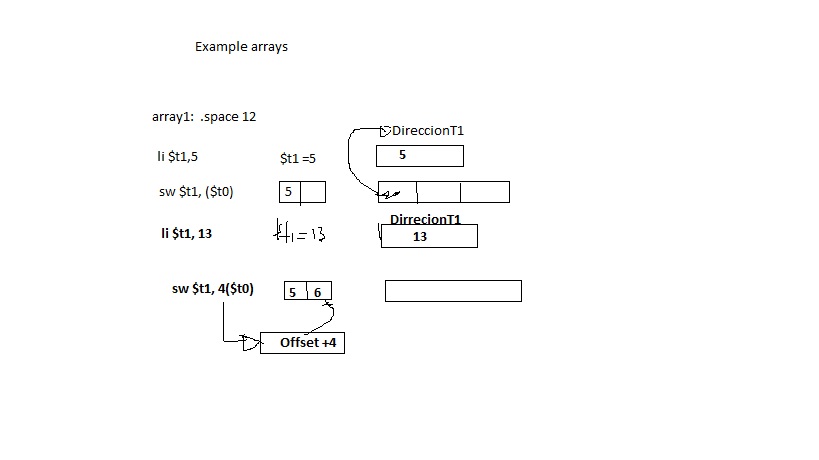 Example arrays
array1: .space 12
DireccionT1
li $t1,5 $t1 =5 5
sw $t1, ($t0) 5
DirrecionT1
li $t1, 13 $t1=13 13
sw $t1, 4($t0) 5 6
Offset +4